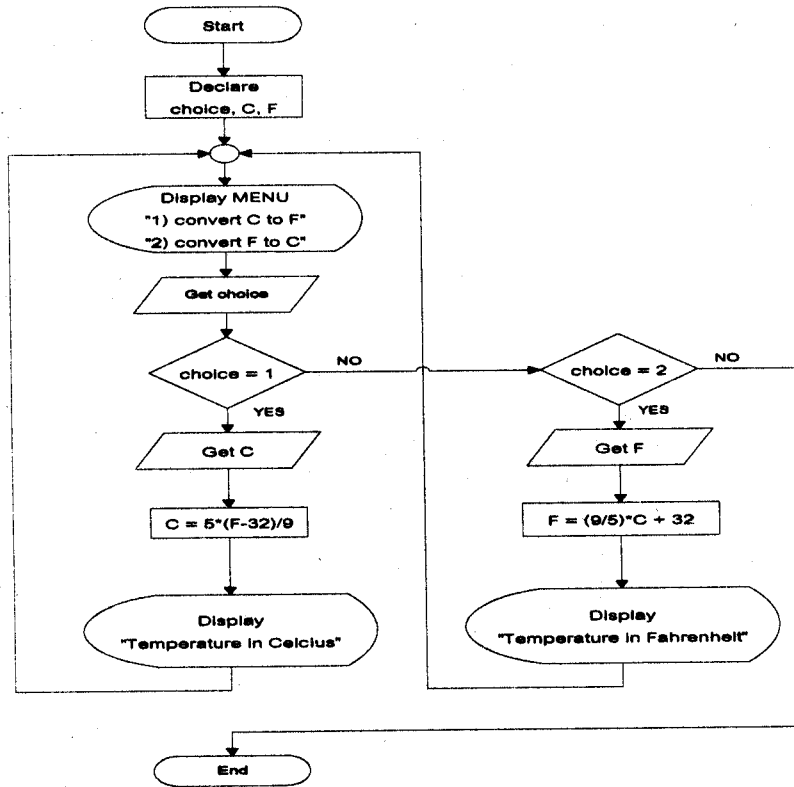 Start
Declare
choice, C, F
Display MENU
"1) convert C to F"
"2) convert F to C"
Get choice
choice = 1
NO
choice = 2
NO
YES
YES
Get C
Get F
C = 5*(F-32)/9
F = (9/5)*C + 32
Display
"Temperature in Celcius"
Display
"Temperature in Fahrenheit"
End